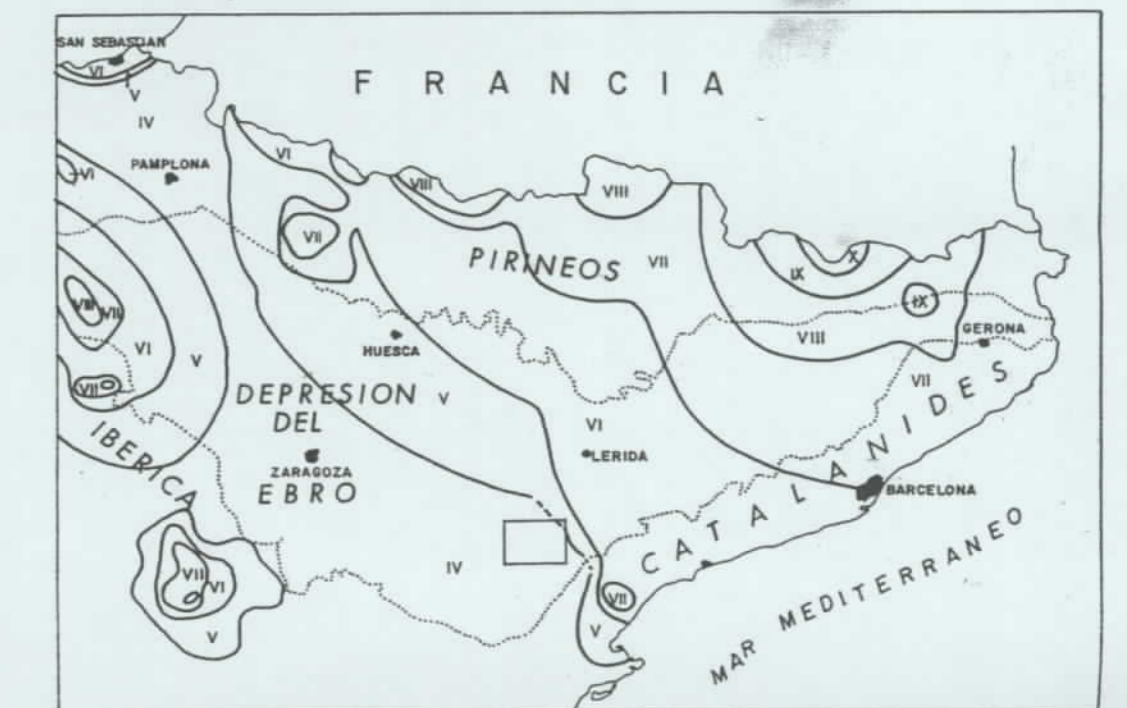 SAN SEBASTIAN
VI
V
IV
F R A N C I A
PAMPLONA
VI
VI
VIII
VIII
VII
PIRINEOS
VII
IX
X
IX
VIII
GERONA
VII
VII
VI
V
VII
HUESCA
DEPRESION
DEL
V
ZARAGOZA
EBRO
VI
LERIDA
IBERICA
CATALANIDES
BARCELONA
MAR MEDITERRANEO
IV
VII
V
VII
VI
V